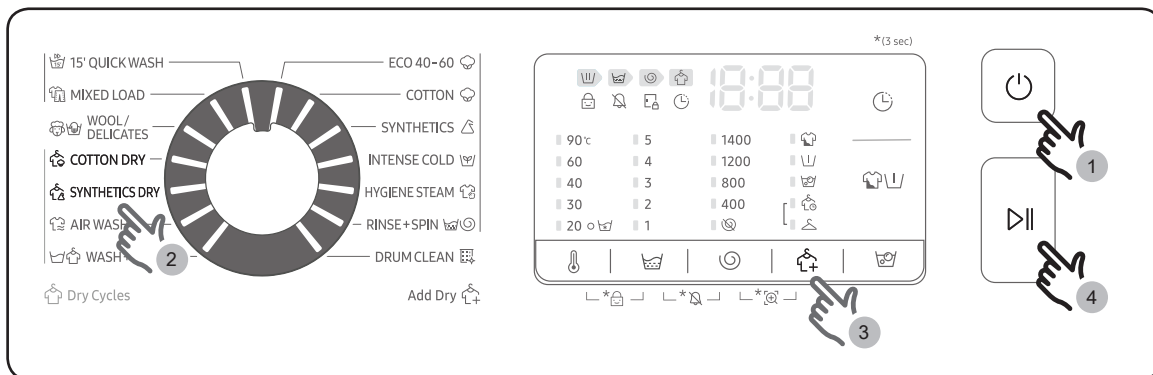 *(3 sec)
15' QUICK WASH
MIXED LOAD
WOOL/
DELICATES
COTTON DRY
SYNTHETICS DRY
AIR WASH
WASH
Dry Cycles
ECO 40-60
COTTON
SYNTHETICS
INTENSE COLD
HYGIENE STEAM
RINSE+SPIN
DRUM CLEAN
Add Dry
18:88
90℃ 5 1400
60 4 1200
40 3 800
30 2 400
20 1
* * *
1
2
3
4